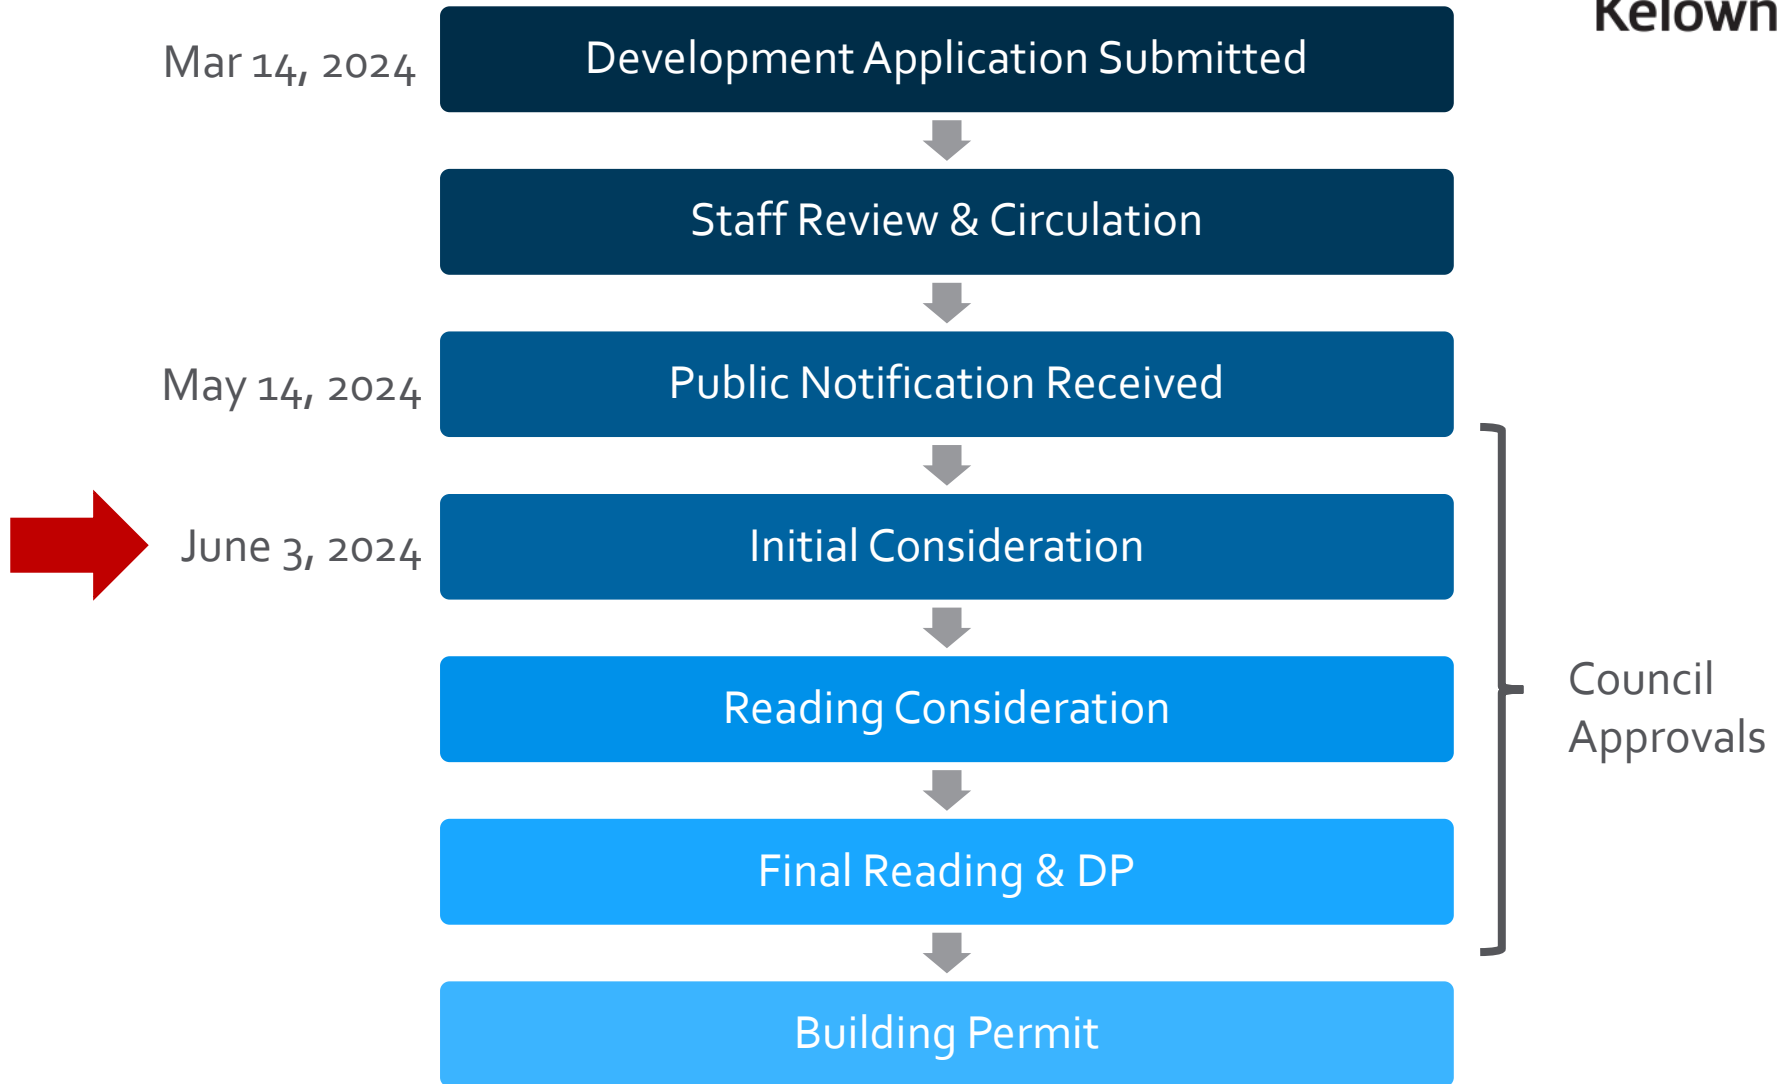 Kelown
Mar 14, 2024
Development Application Submitted
Staff Review & Circulation
May 14, 2024
Public Notification Received
June 3, 2024
Initial Consideration
Reading Consideration
Council
Approvals
Final Reading & DP
Building Permit